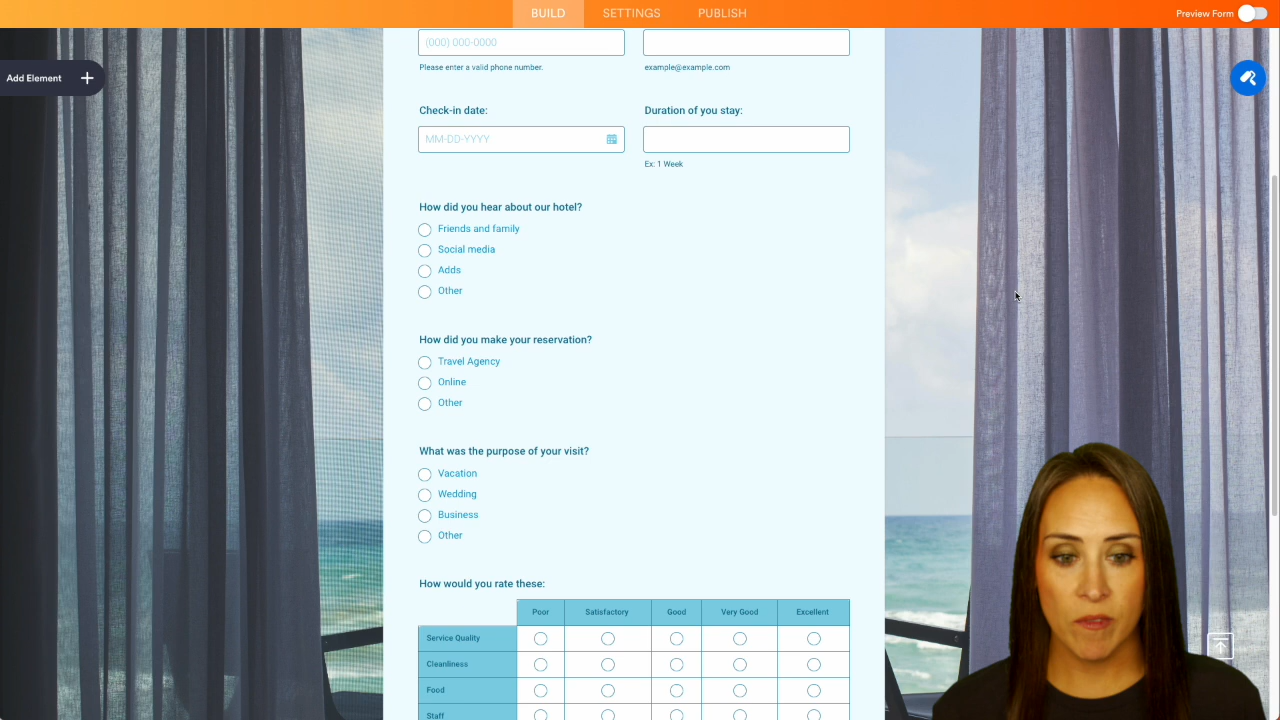 BUILD SETTINGS PUBLISH Preview Form
Add Element +
(000) 000-0000
Please enter a valid phone number. example@example.com
Check-in date: Duration of you stay:
MM-DD-YYYY
Ex: 1 Week
How did you hear about our hotel?
Friends and family
Social media
Adds
Other
How did you make your reservation?
Travel Agency
Online
Other
What was the purpose of your visit?
Vacation
Wedding
Business
Other
How would you rate these:
Poor Satisfactory Good Very Good Excellent
Service Quality
Cleanliness
Food
Staff